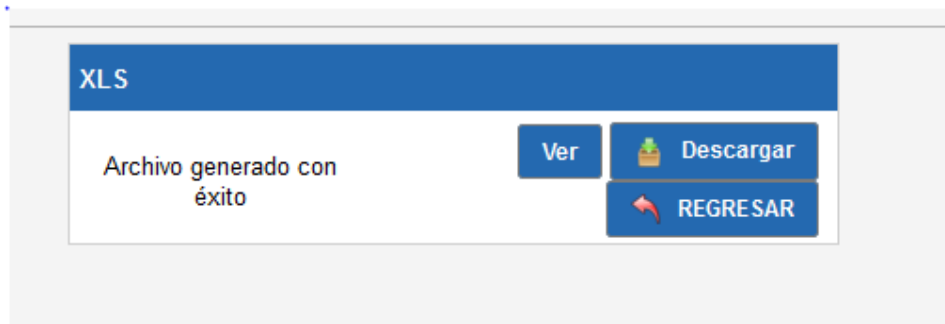 XLS
Archivo generado con
éxito
Ver
Descargar
REGRESAR